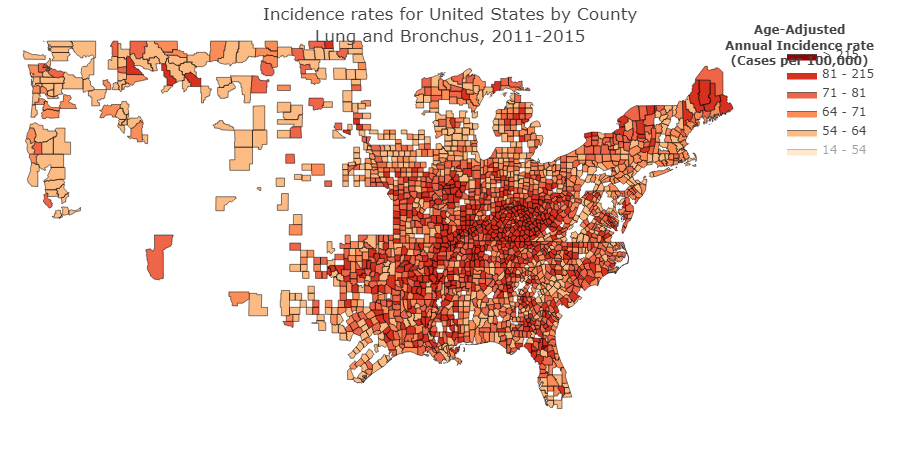 Incidence rates for United States by County
Lung and Bronchus, 2011-2015
Age-Adjusted
Annual Incidence rate
(Cases per 100,000)
> 215
81 - 215
71 - 81
64 - 71
54 - 64
14 - 54